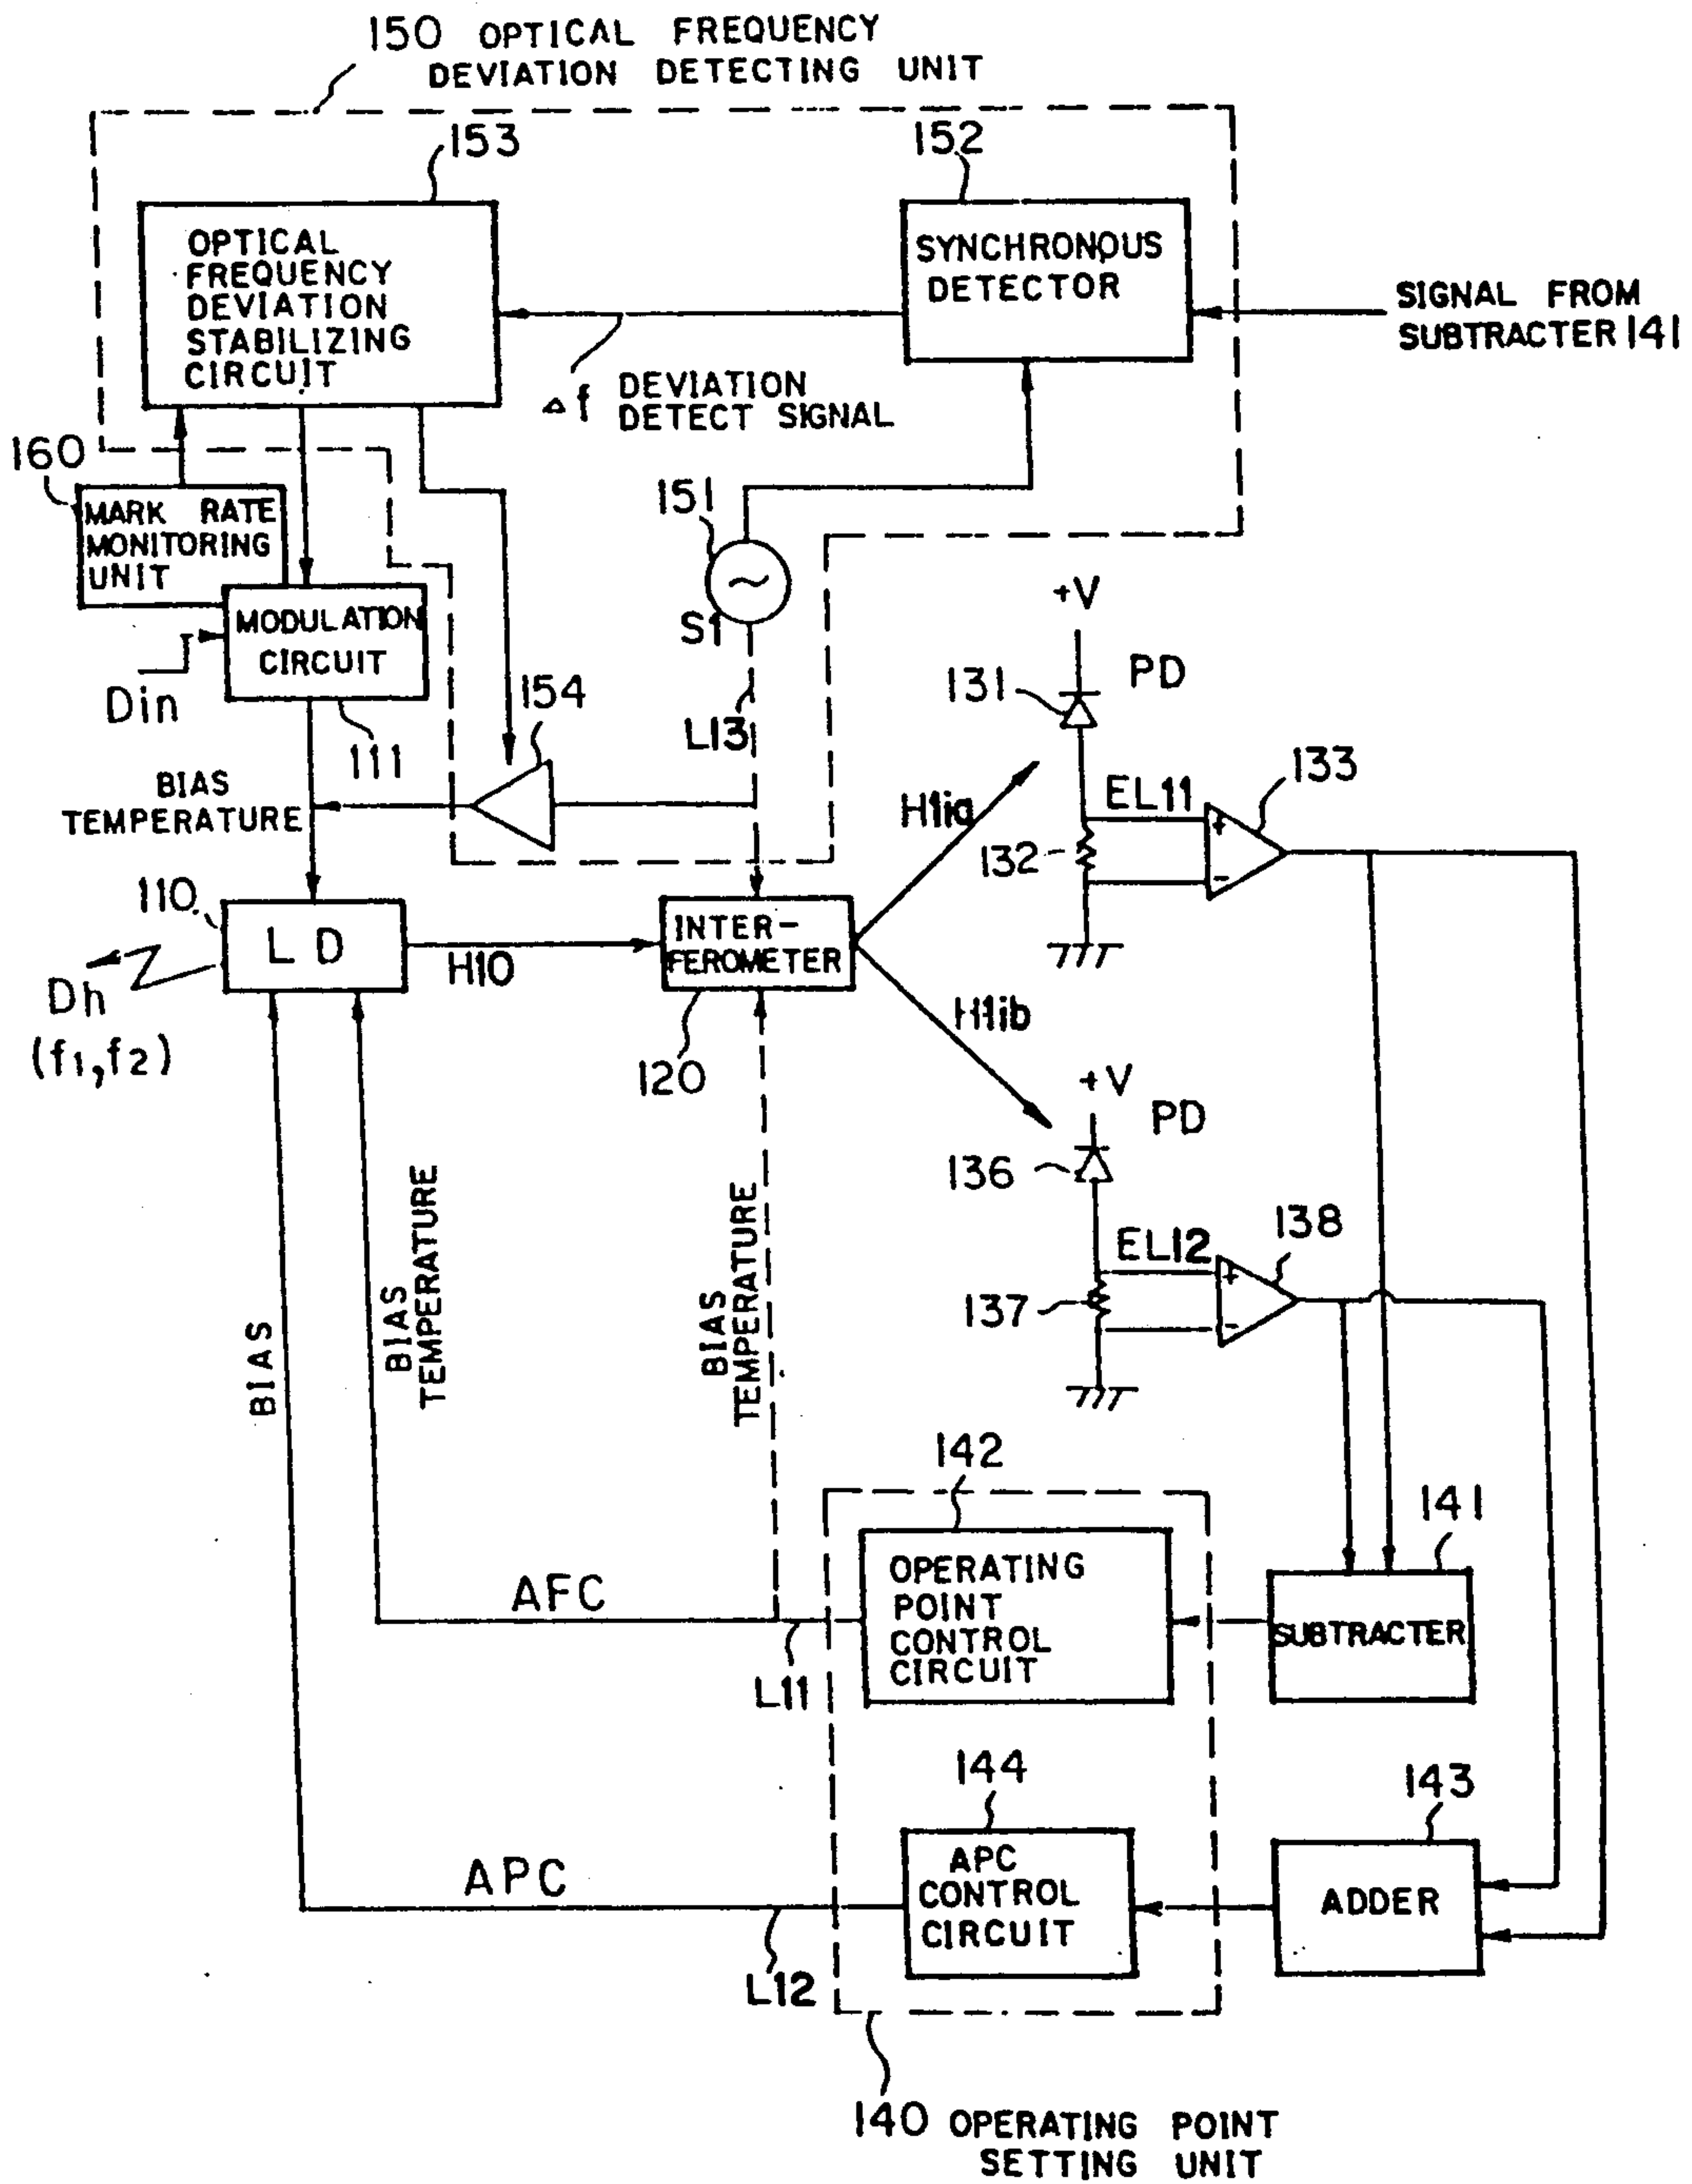 150 OPTICAL FREQUENCY
DEVIATION DETECTING UNIT
153
152
OPTICAL
FREQUENCY
DEVIATION
STABILIZING
CIRCUIT
SYNCHRONOUS
DETECTOR
SIGNAL FROM
SUBTRACTER 141
Δf DEVIATION
DETECT SIGNAL
160
MARK RATE
MONITORING
UNIT
151
~
S1
+V
MODULATION
CIRCUIT
Din
111
154
L13
131
PD
BIAS
TEMPERATURE
H1ia
EL11
133
132
+
-
110
LD
H10
INTER-
FEROMETER
120
Dh
(f1,f2)
H1ib
+V
PD
136
EL12
138
137
+
-
BIAS
BIAS
TEMPERATURE
BIAS
TEMPERATURE
142
141
OPERATING
POINT
CONTROL
CIRCUIT
SUBTRACTER
AFC
L11
144
143
APC
CONTROL
CIRCUIT
ADDER
APC
L12
140 OPERATING POINT
SETTING UNIT